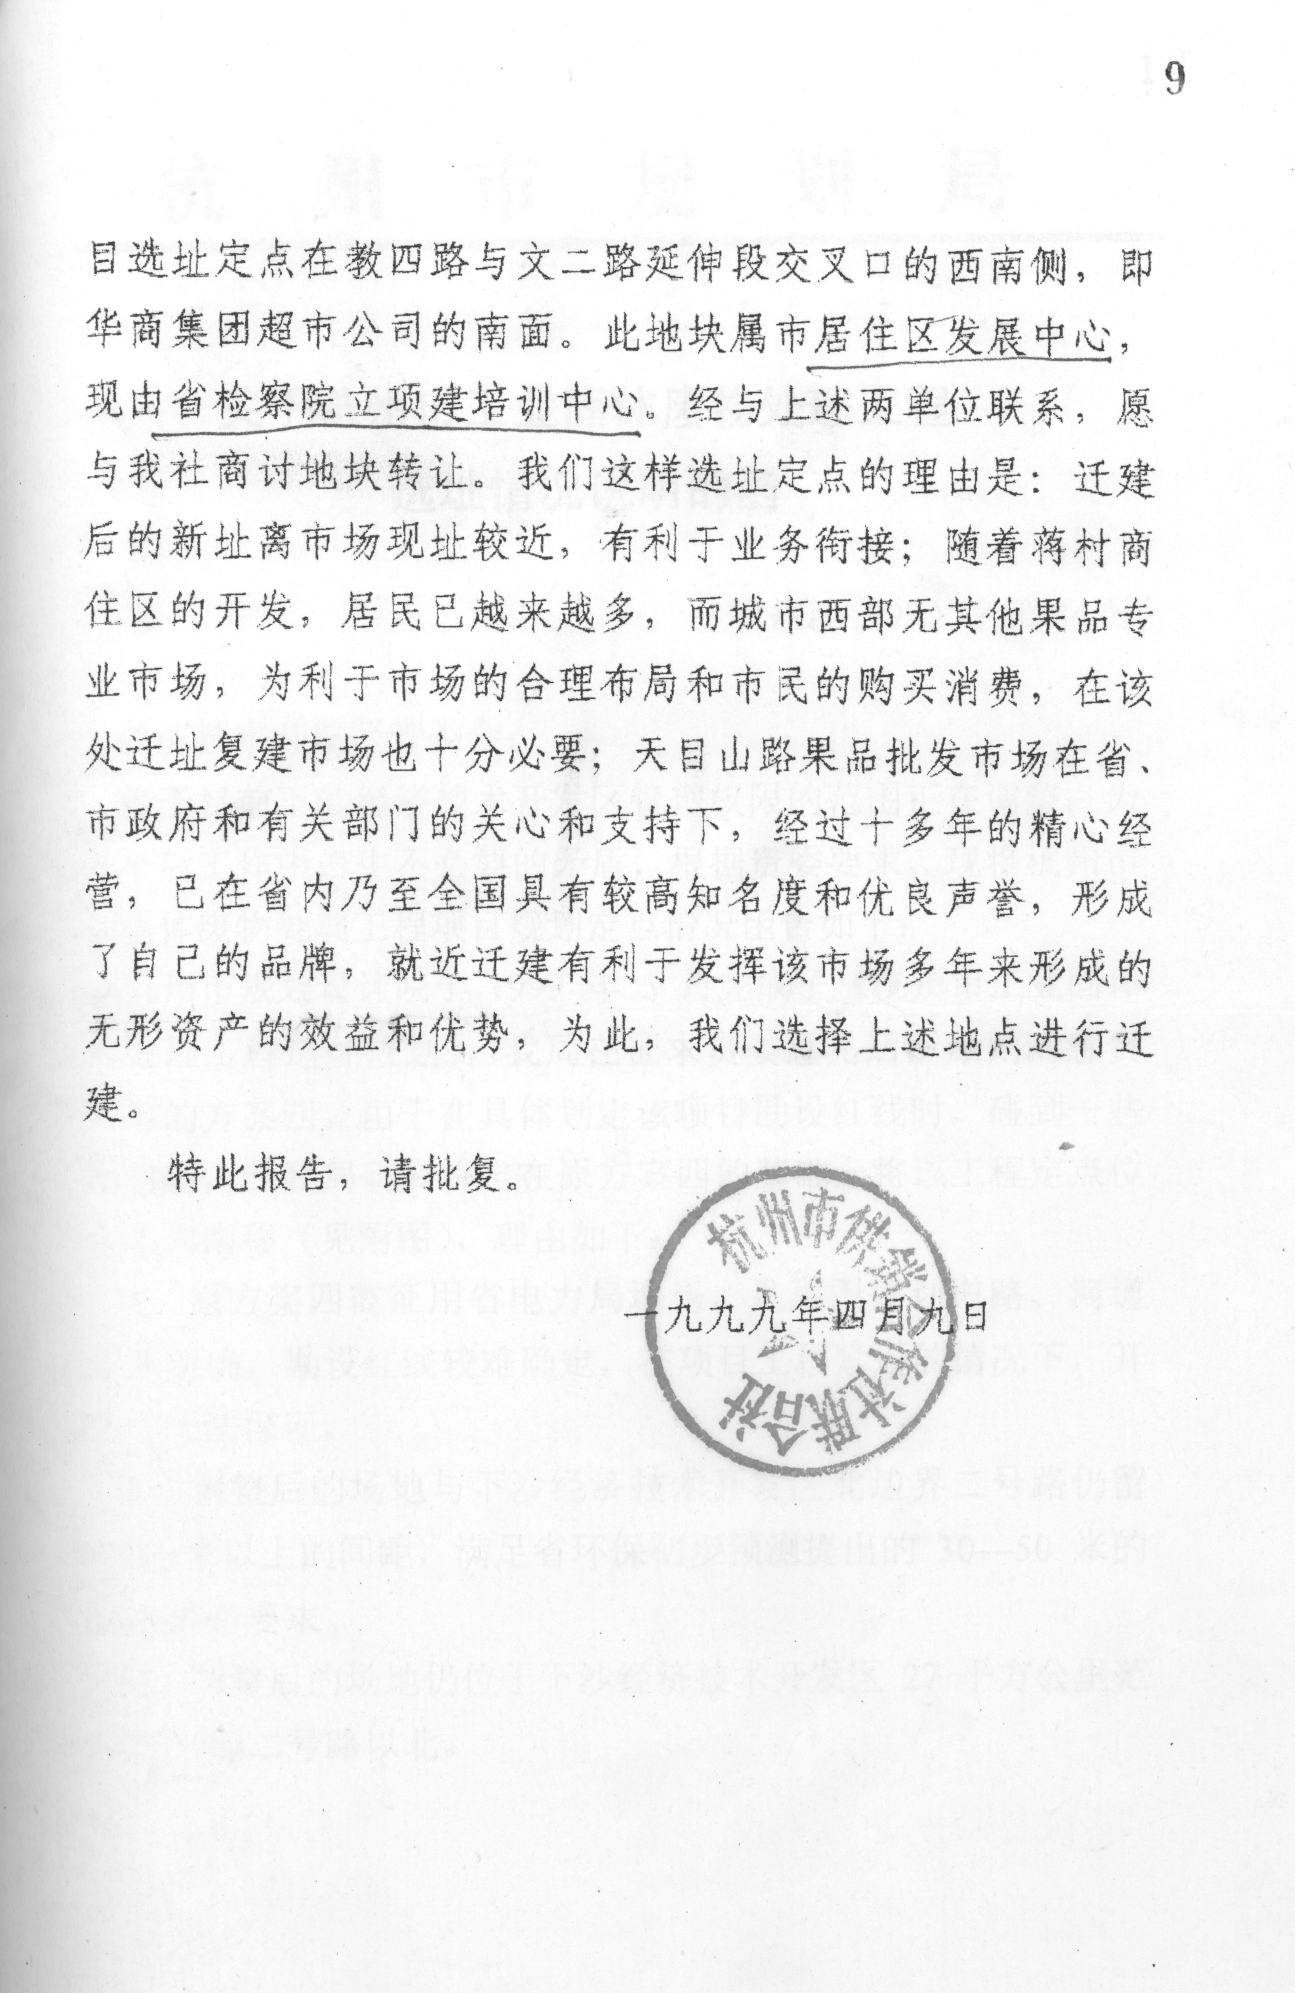 9
目选址定点在教四路与文二路延伸段交叉口的西南侧，即
华商集团超市公司的南面。此地块属市居住区发展中心，
现由省检察院立项建培训中心。经与上述两单位联系，愿
与我社商讨地块转让。我们这样选址定点的理由是：迁建
后的新址离市场现址较近，有利于业务衔接；随着蒋村商
住区的开发，居民已越来越多，而城市西部无其他果品专
业市场，为利于市场的合理布局和市民的购买消费，在该
处迁址复建市场也十分必要；天目山路果品批发市场在省、
市政府和有关部门的关心和支持下，经过十多年的精心经
营，已在省内乃至全国具有较高知名度和优良声誉，形成
了自己的品牌，就近迁建有利于发挥该市场多年来形成的
无形资产的效益和优势，为此，我们选择上述地点进行迁
建。
特此报告，请批复。
杭州市供销合作社联合社
一九九九年四月九日